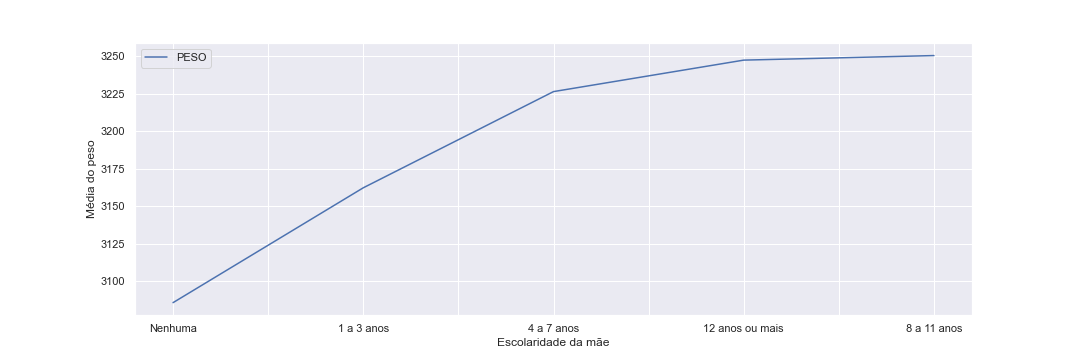 PESO
3250
3225
3200
3175
3150
3125
3100
Média do peso
Nenhuma
1 a 3 anos
4 a 7 anos
12 anos ou mais
8 a 11 anos
Escolaridade da mãe